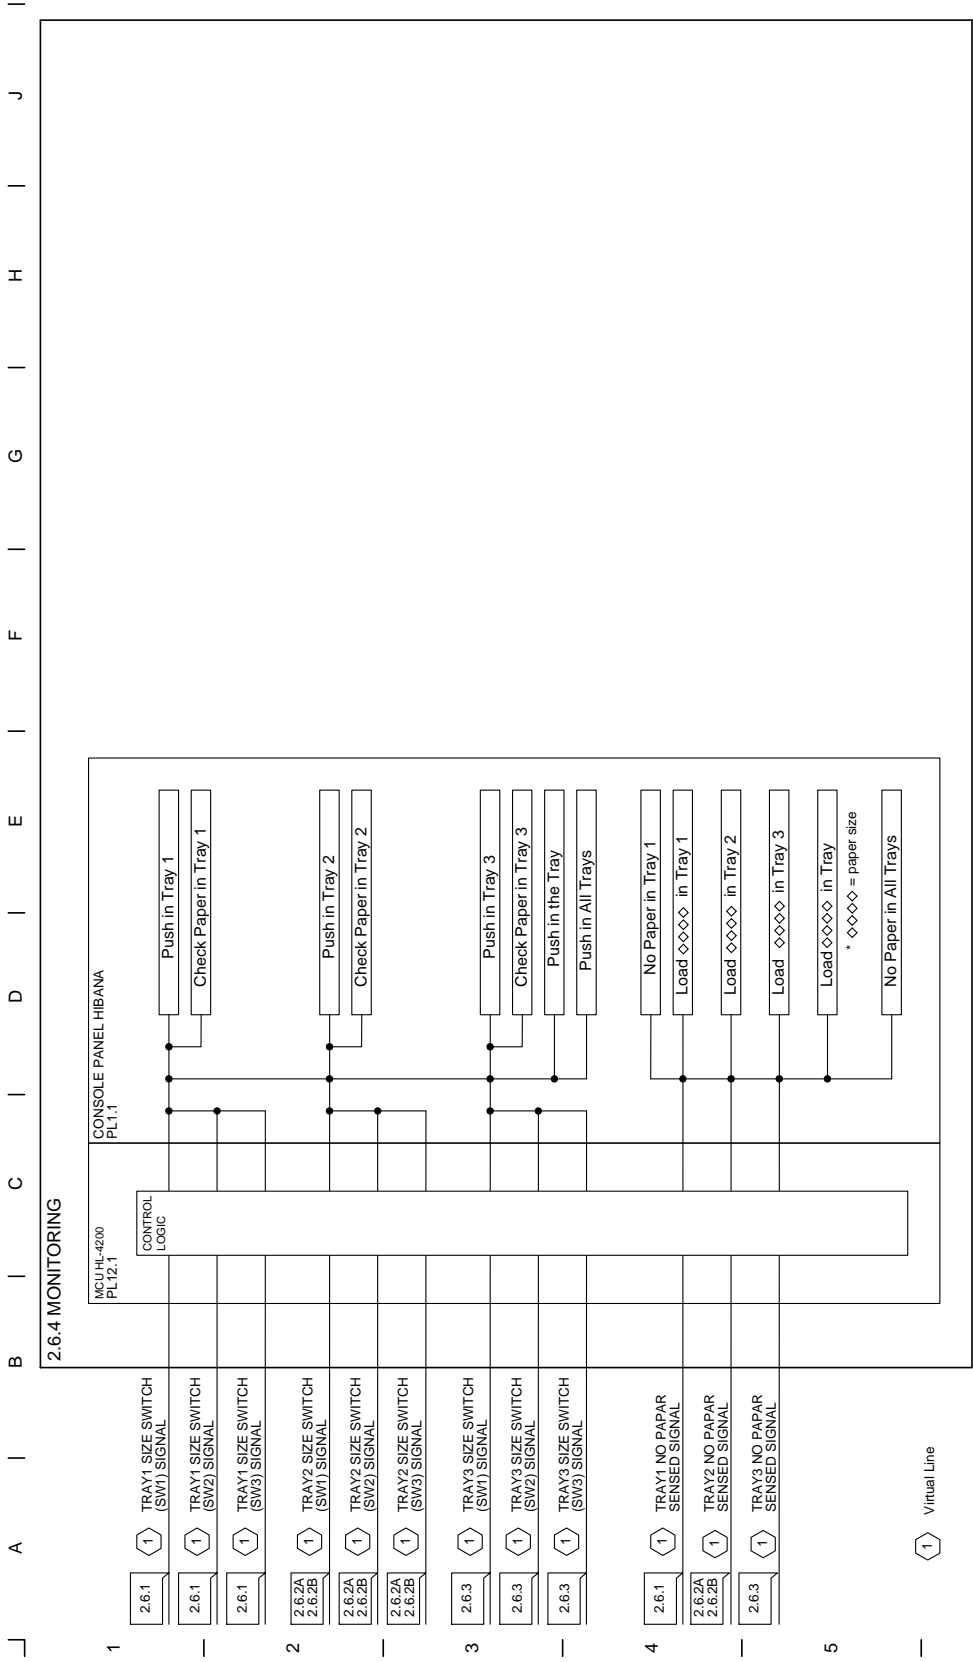 A B C D E F G H I J
1
2
3
4
5
2.6.4 MONITORING
MCU HL-4200
PL12.1
CONTROL
LOGIC
CONSOLE PANEL HIBANA
PL1.1
2.6.1
1
TRAY1 SIZE SWITCH
(SW1) SIGNAL
2.6.1
1
TRAY1 SIZE SWITCH
(SW2) SIGNAL
2.6.1
1
TRAY1 SIZE SWITCH
(SW3) SIGNAL
2.6.2A
2.6.2B
1
TRAY2 SIZE SWITCH
(SW1) SIGNAL
2.6.2A
2.6.2B
1
TRAY2 SIZE SWITCH
(SW2) SIGNAL
2.6.2A
2.6.2B
1
TRAY2 SIZE SWITCH
(SW3) SIGNAL
2.6.3
1
TRAY3 SIZE SWITCH
(SW1) SIGNAL
2.6.3
1
TRAY3 SIZE SWITCH
(SW2) SIGNAL
2.6.3
1
TRAY3 SIZE SWITCH
(SW3) SIGNAL
2.6.1
1
TRAY1 NO PAPAR
SENSED SIGNAL
2.6.2A
2.6.2B
1
TRAY2 NO PAPAR
SENSED SIGNAL
2.6.3
1
TRAY3 NO PAPAR
SENSED SIGNAL
Push in Tray 1
Check Paper in Tray 1
Push in Tray 2
Check Paper in Tray 2
Push in Tray 3
Check Paper in Tray 3
Push in the Tray
Push in All Trays
No Paper in Tray 1
Load ◇◇◇◇ in Tray 1
Load ◇◇◇◇ in Tray 2
Load ◇◇◇◇ in Tray 3
Load ◇◇◇◇ in Tray
* ◇◇◇◇ = paper size
No Paper in All Trays
1 Virtual Line